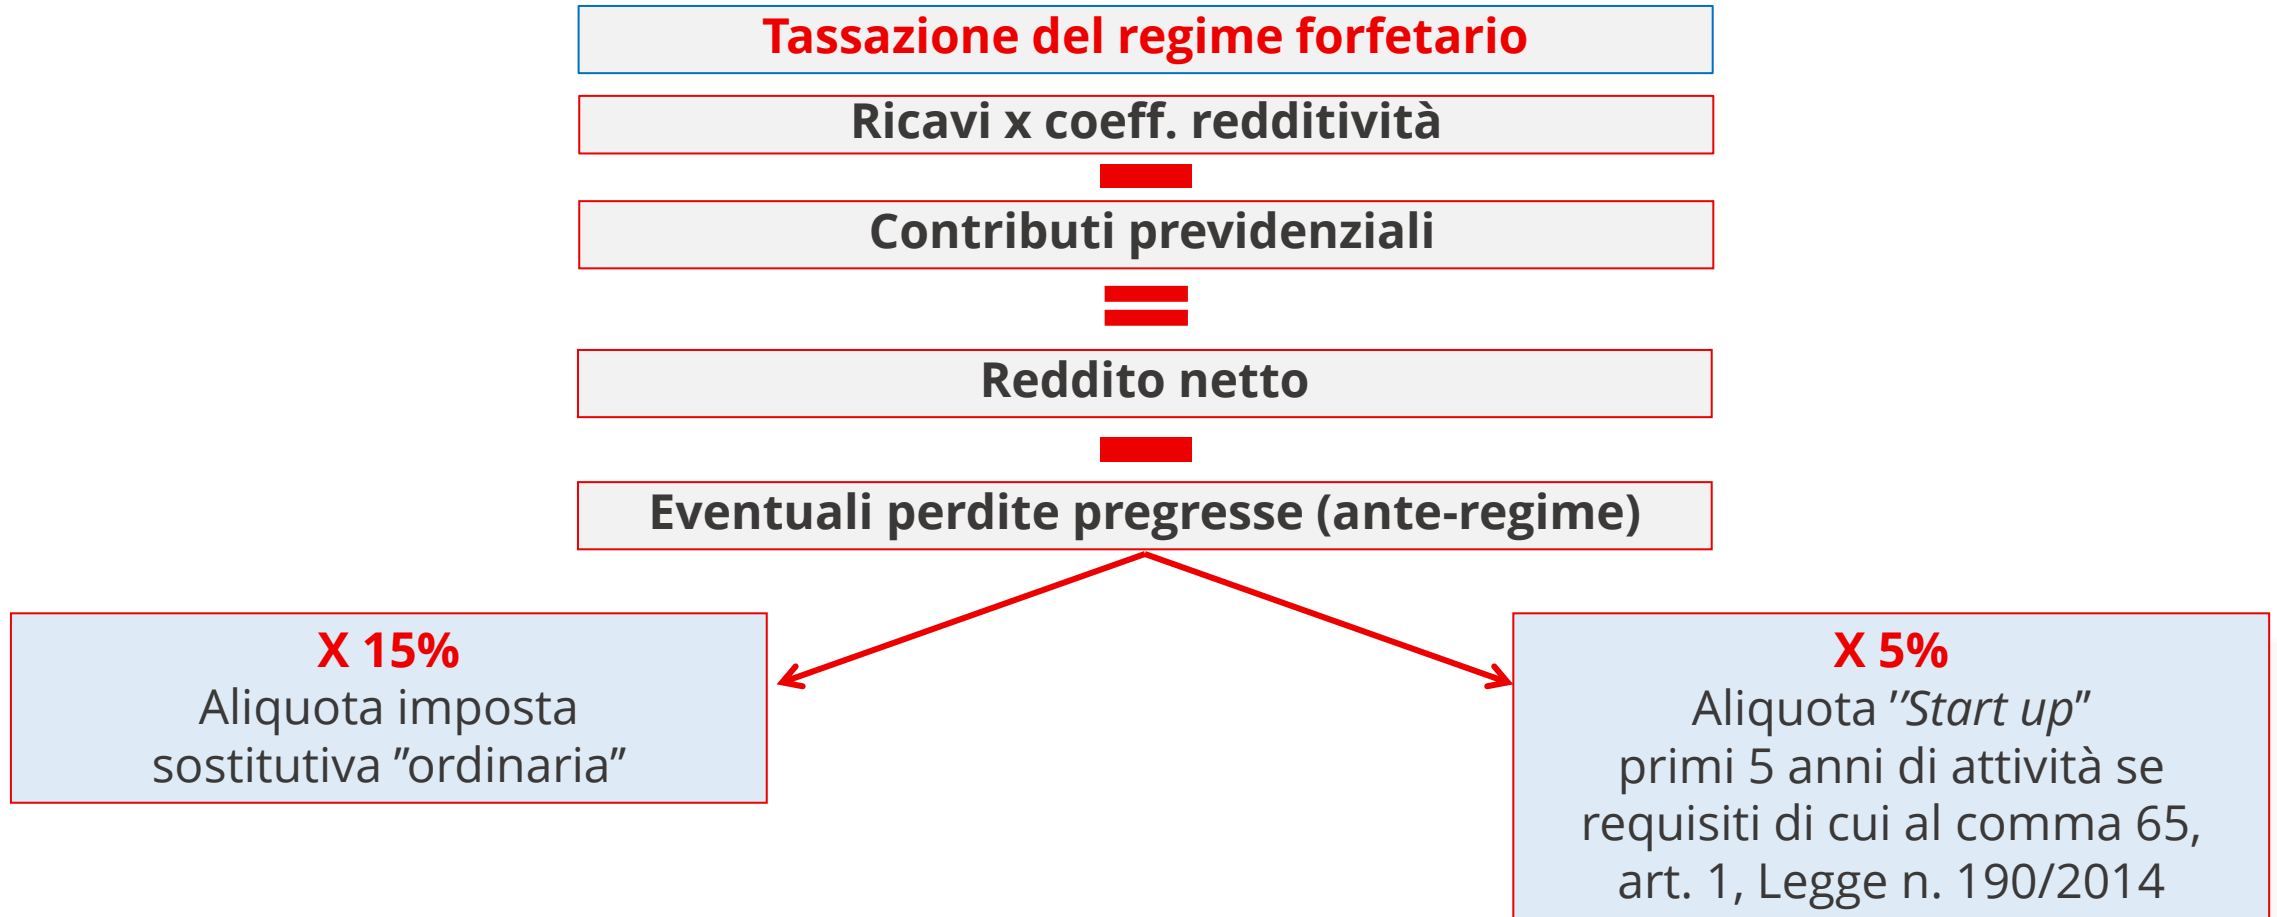 Tassazione del regime forfetario
Ricavi x coeff. redditività
Contributi previdenziali
Reddito netto
Eventuali perdite pregresse (ante-regime)
X 15%
Aliquota imposta
sostitutiva ”ordinaria”
X 5%
Aliquota ’’Start up”
primi 5 anni di attività se
requisiti di cui al comma 65,
art. 1, Legge n. 190/2014